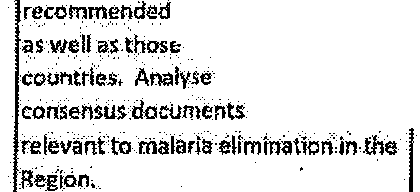 recommended
as well as those
countries. Analyse
consensus documents
relevant to malaria elimination in the
Region.